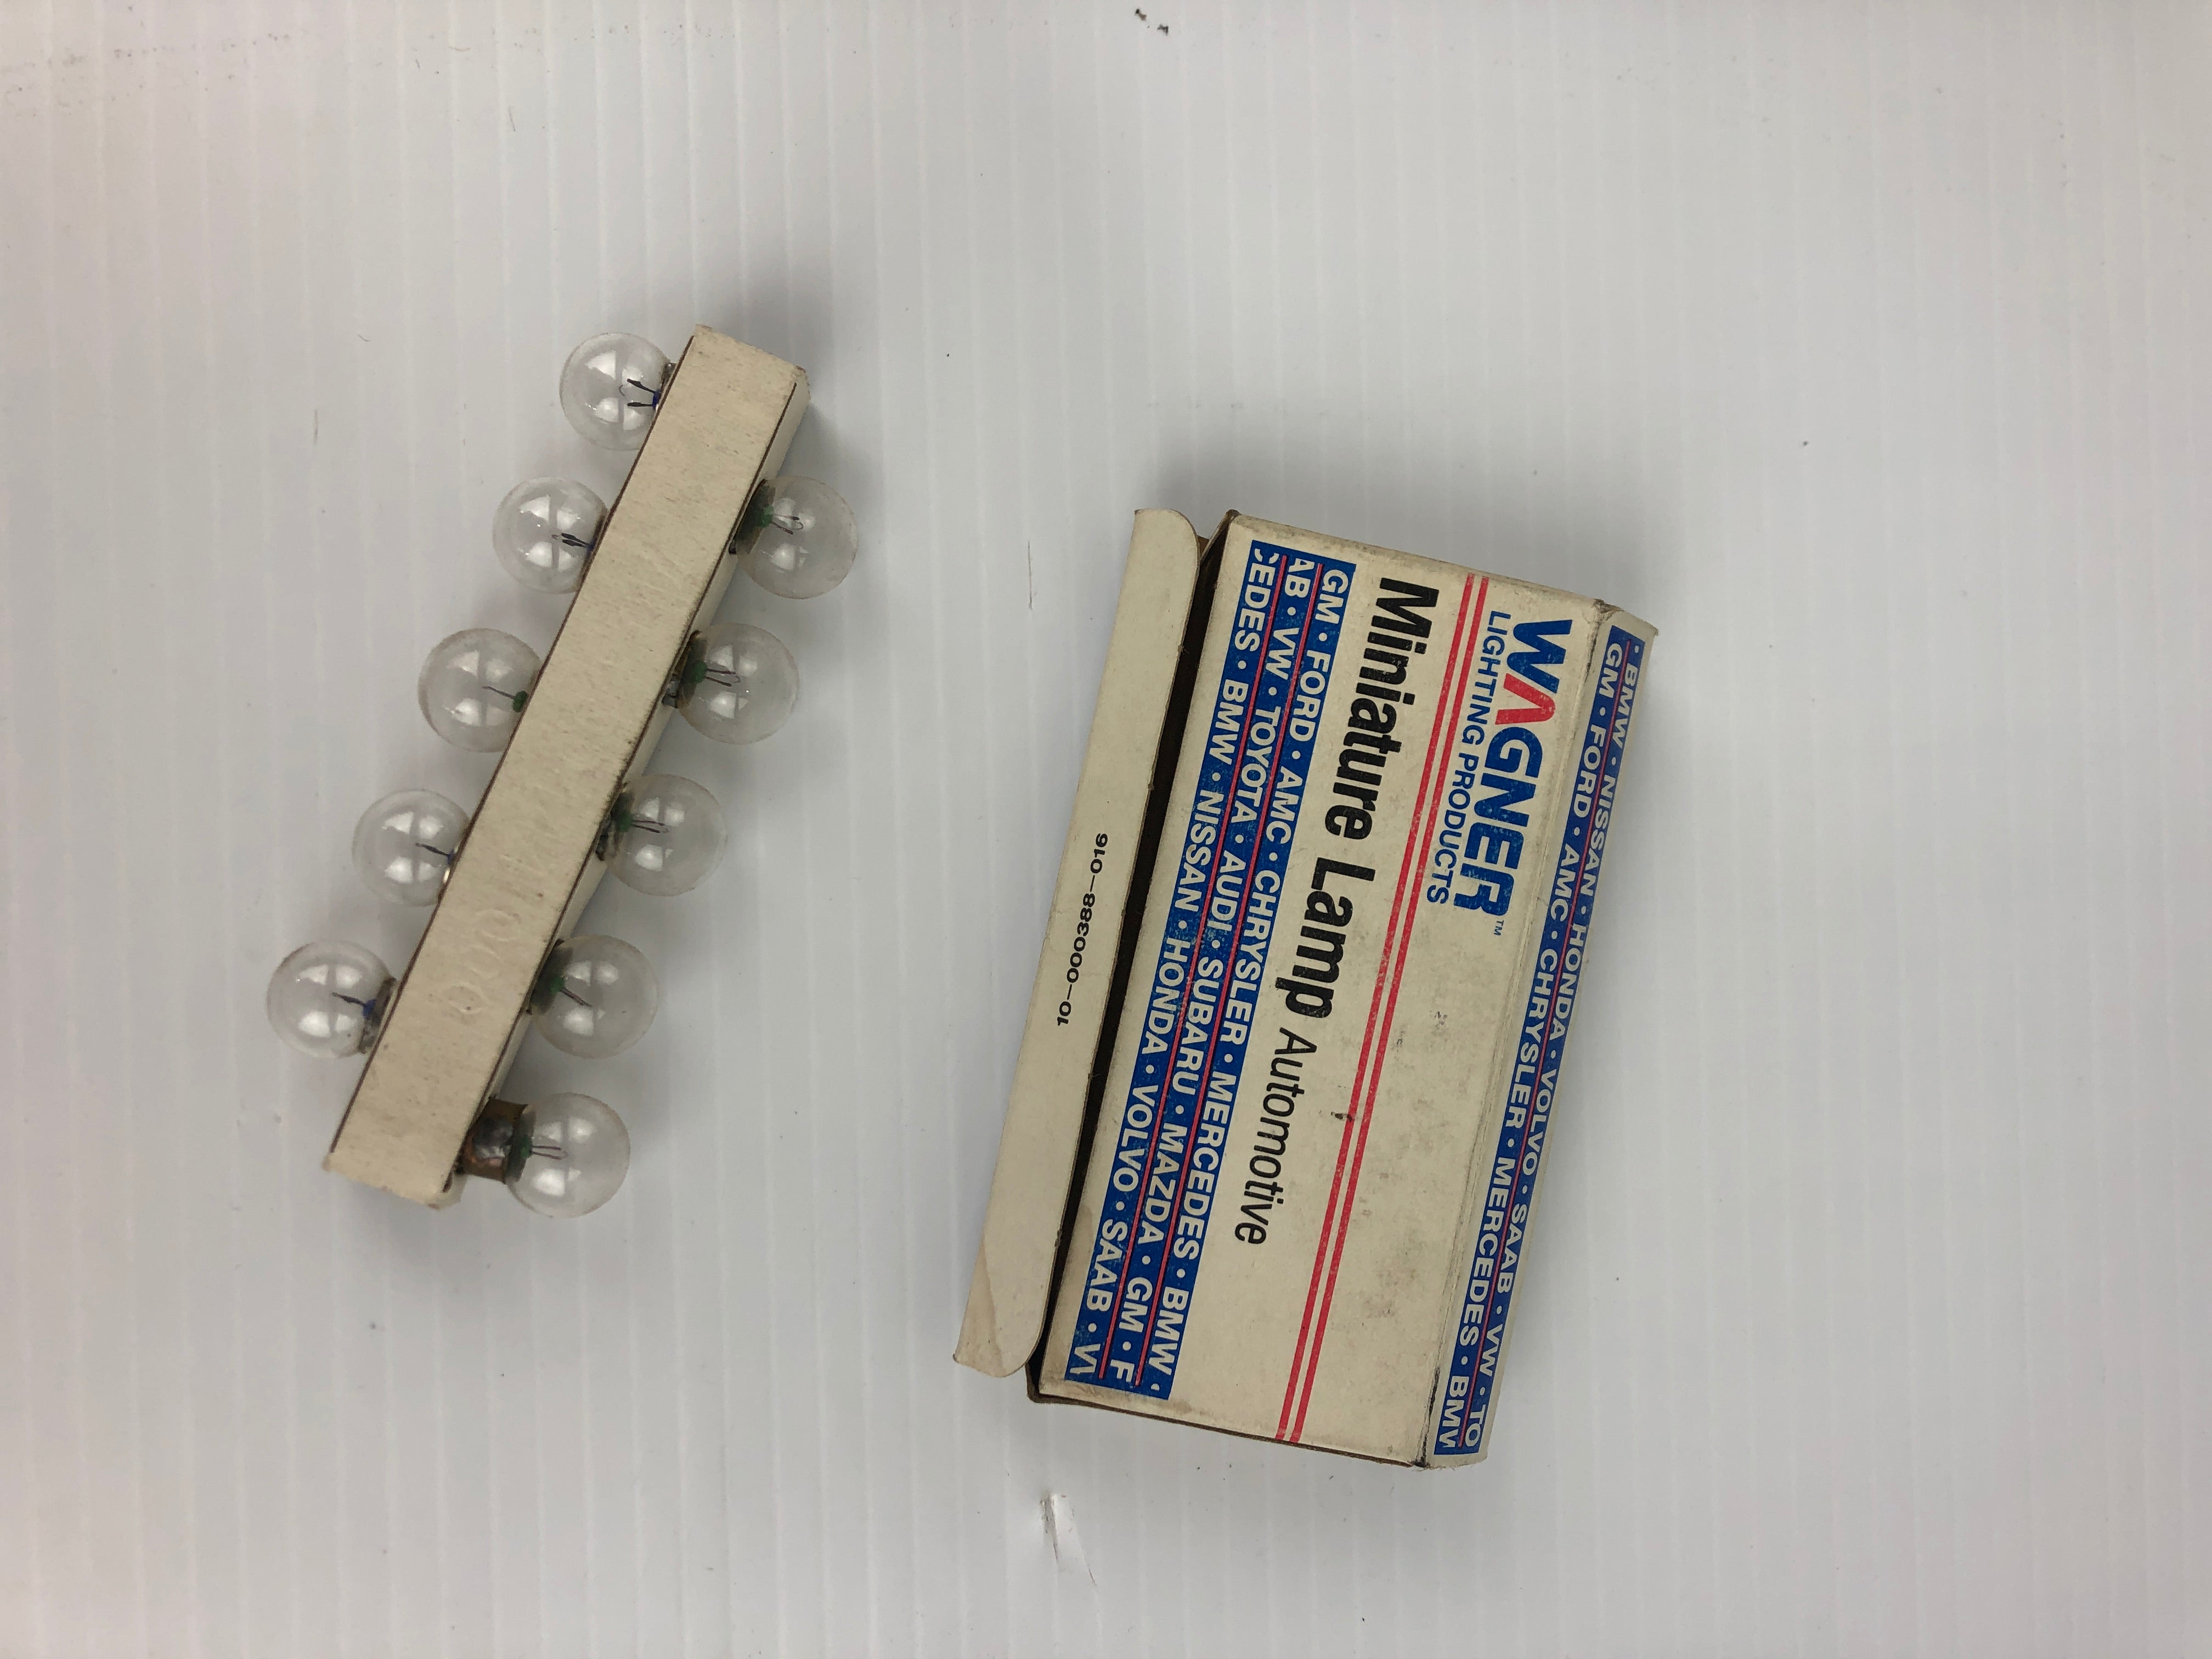 WAGNER™
LIGHTING PRODUCTS
Miniature Lamp Automotive
GM • FORD • AMC • CHRYSLER • MERCEDES • BMW •
AB • VW • TOYOTA • AUDI • SUBARU • MAZDA • GM • F
CEDES • BMW • NISSAN • HONDA • VOLVO • SAAB • V
• BMW • NISSAN • HONDA • VOLVO • SAAB • VW • TO
GM • FORD • AMC • CHRYSLER • MERCEDES • BMW
10-000388-016